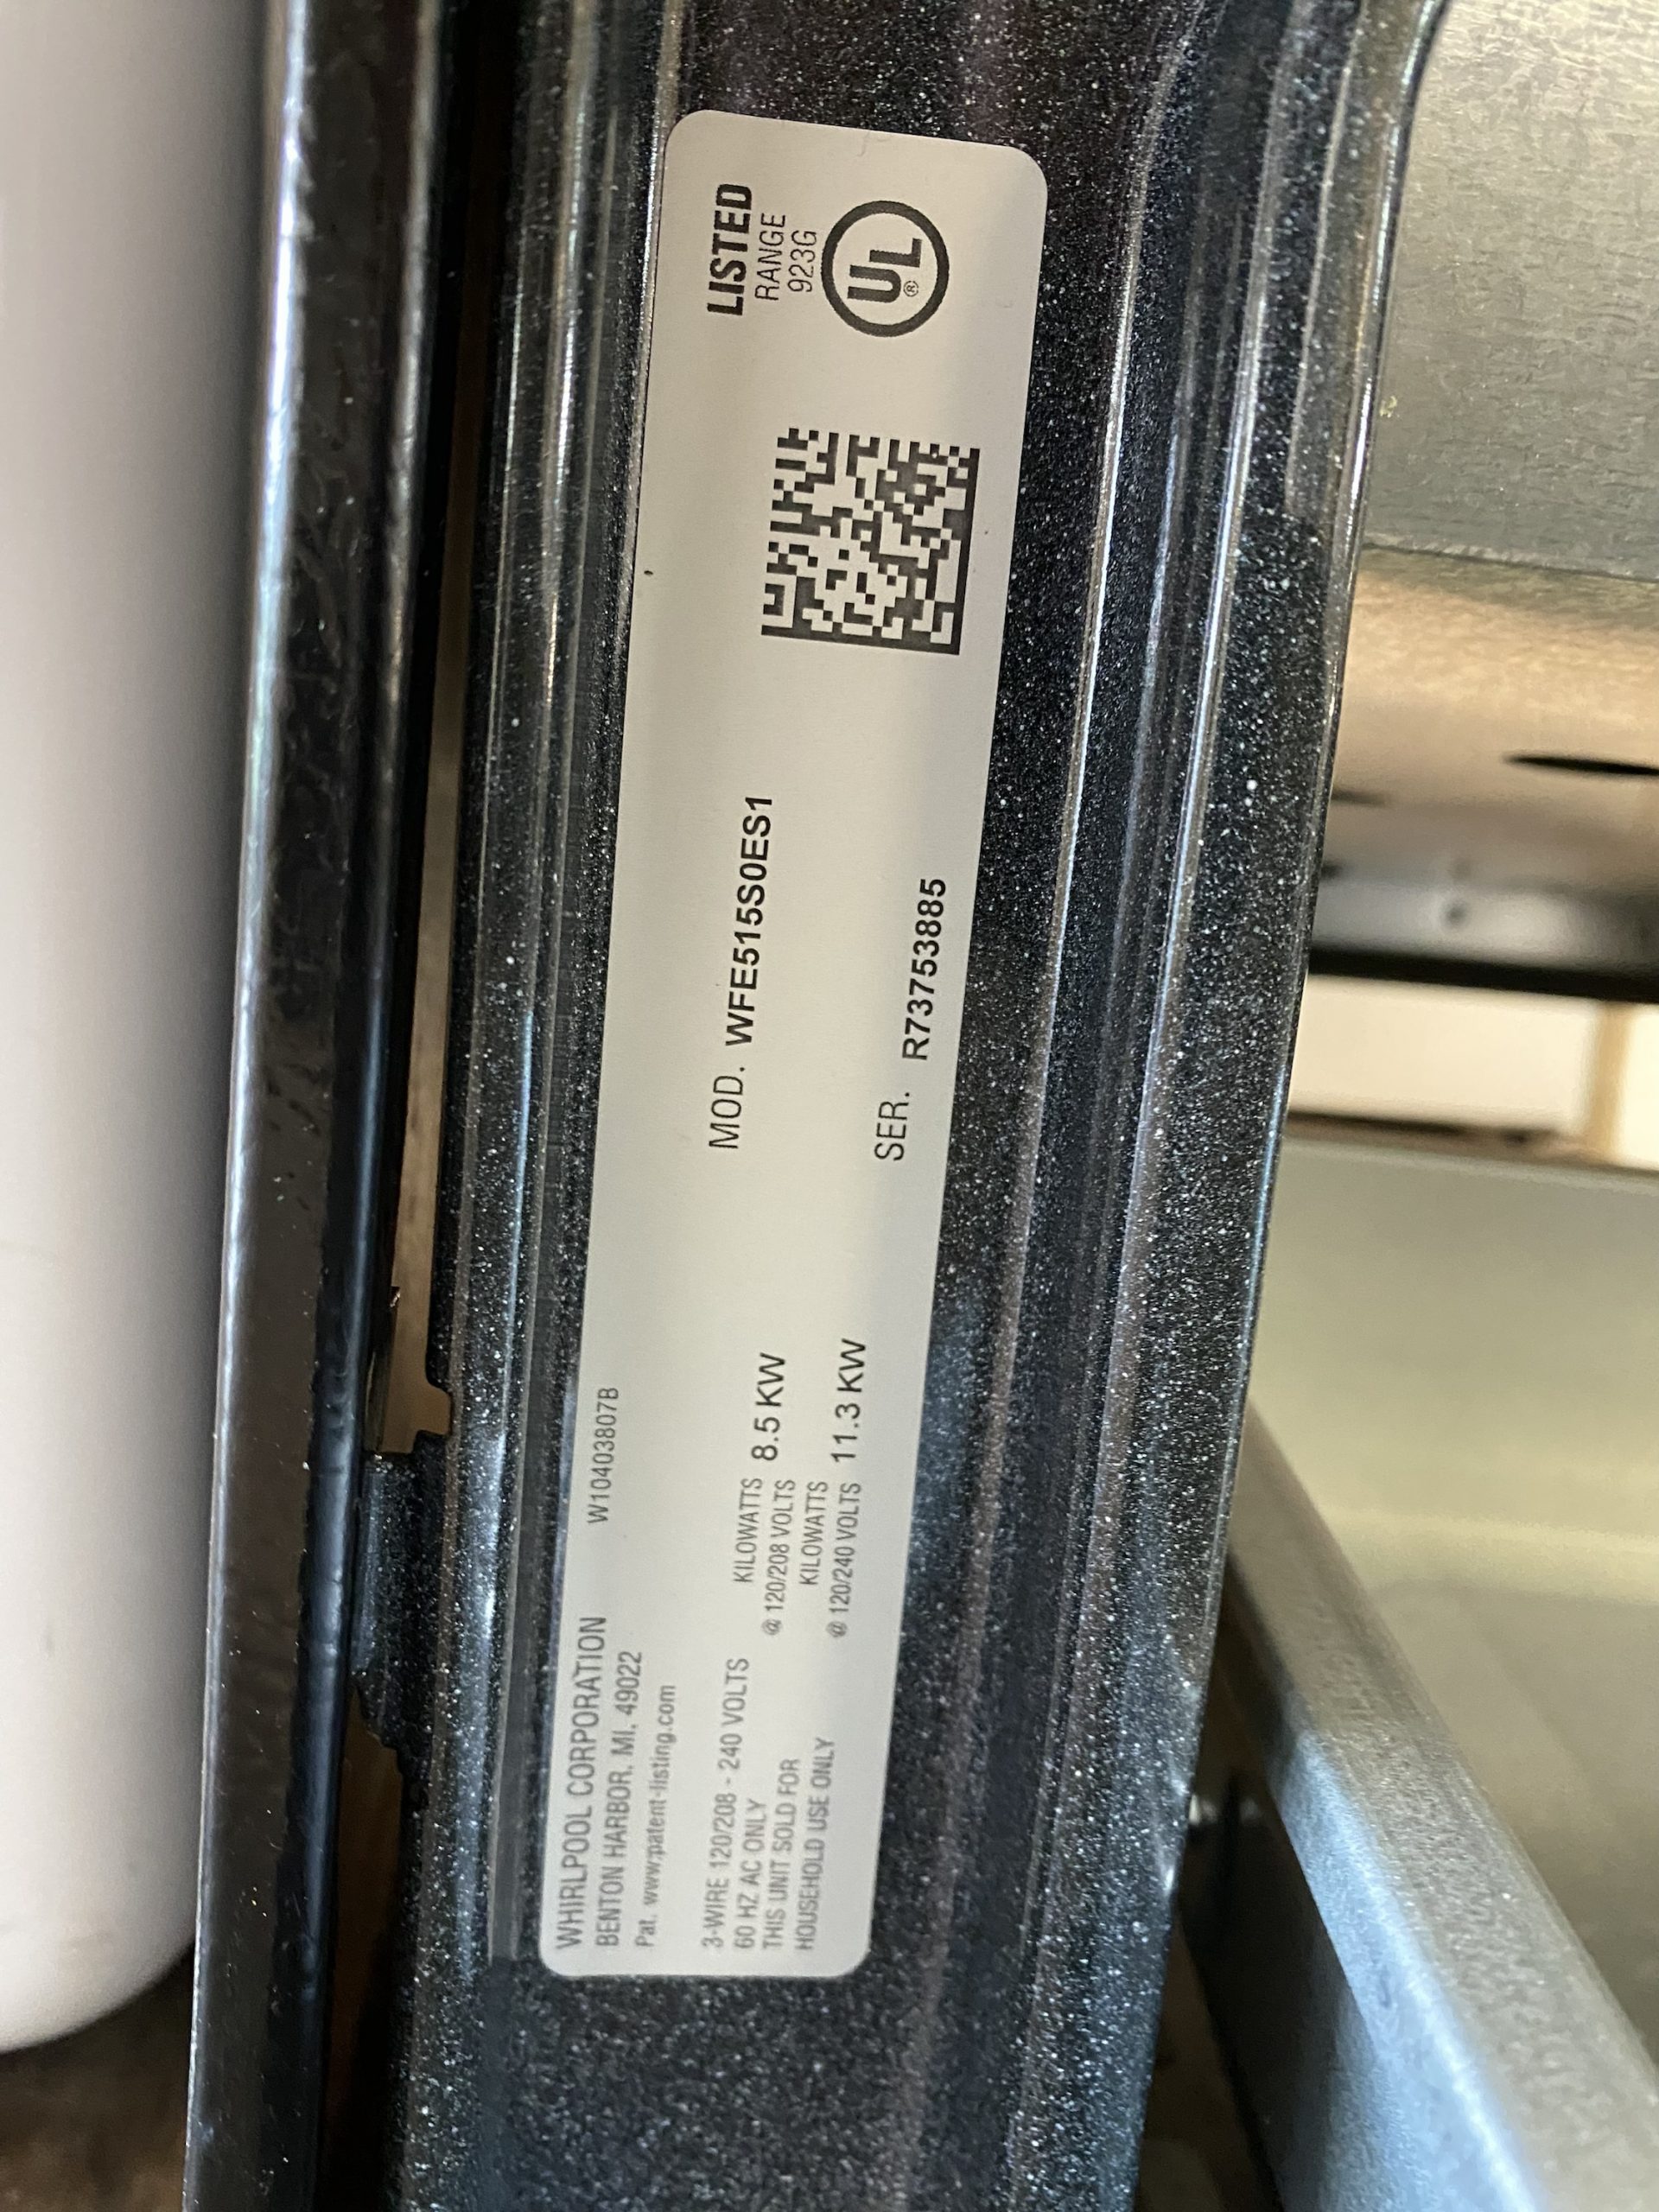 WHIRLPOOL CORPORATION
BENTON HARBOR, MI. 49022
Pat. www.patent-listing.com
W10403807B
3-WIRE 120/208 - 240 VOLTS
60 HZ AC ONLY
THIS UNIT SOLD FOR
HOUSEHOLD USE ONLY
KILOWATTS
@ 120/208 VOLTS 8.5 KW
KILOWATTS
@ 120/240 VOLTS 11.3 KW
MOD. WFE515S0ES1
SER. R73753885
LISTED
RANGE
923G
UL®